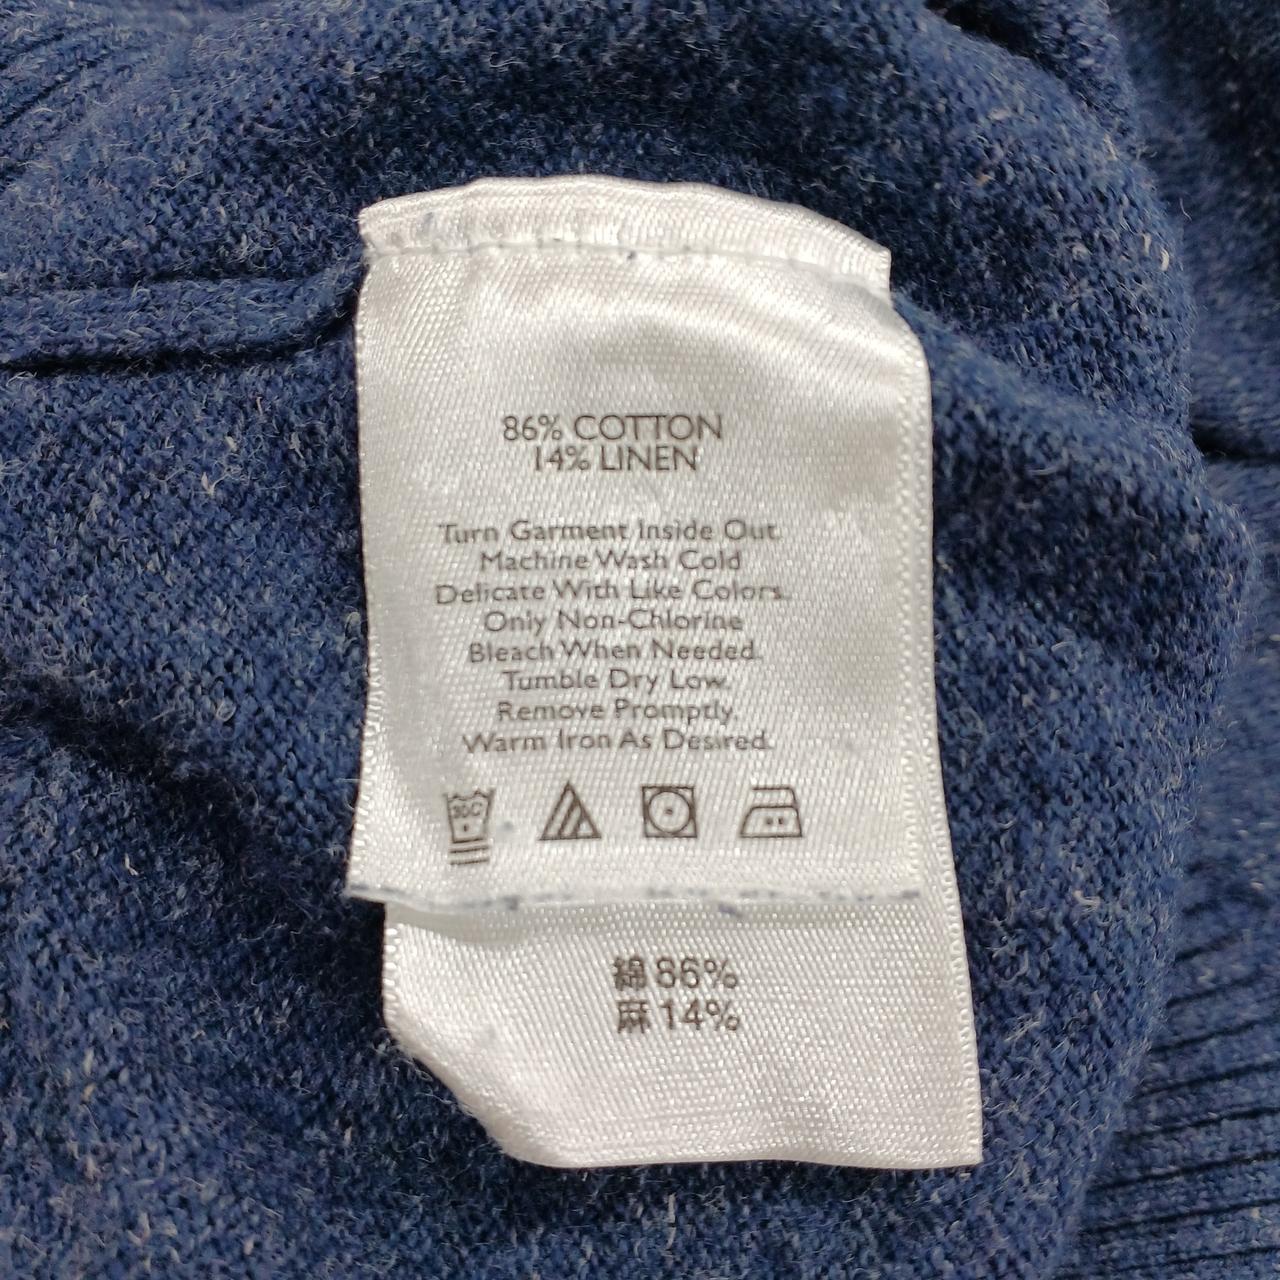 86% COTTON
14% LINEN
Turn Garment Inside Out.
Machine Wash Cold
Delicate With Like Colors.
Only Non-Chlorine
Bleach When Needed.
Tumble Dry Low.
Remove Promptly.
Warm Iron As Desired.
30C
綿 86%
麻 14%